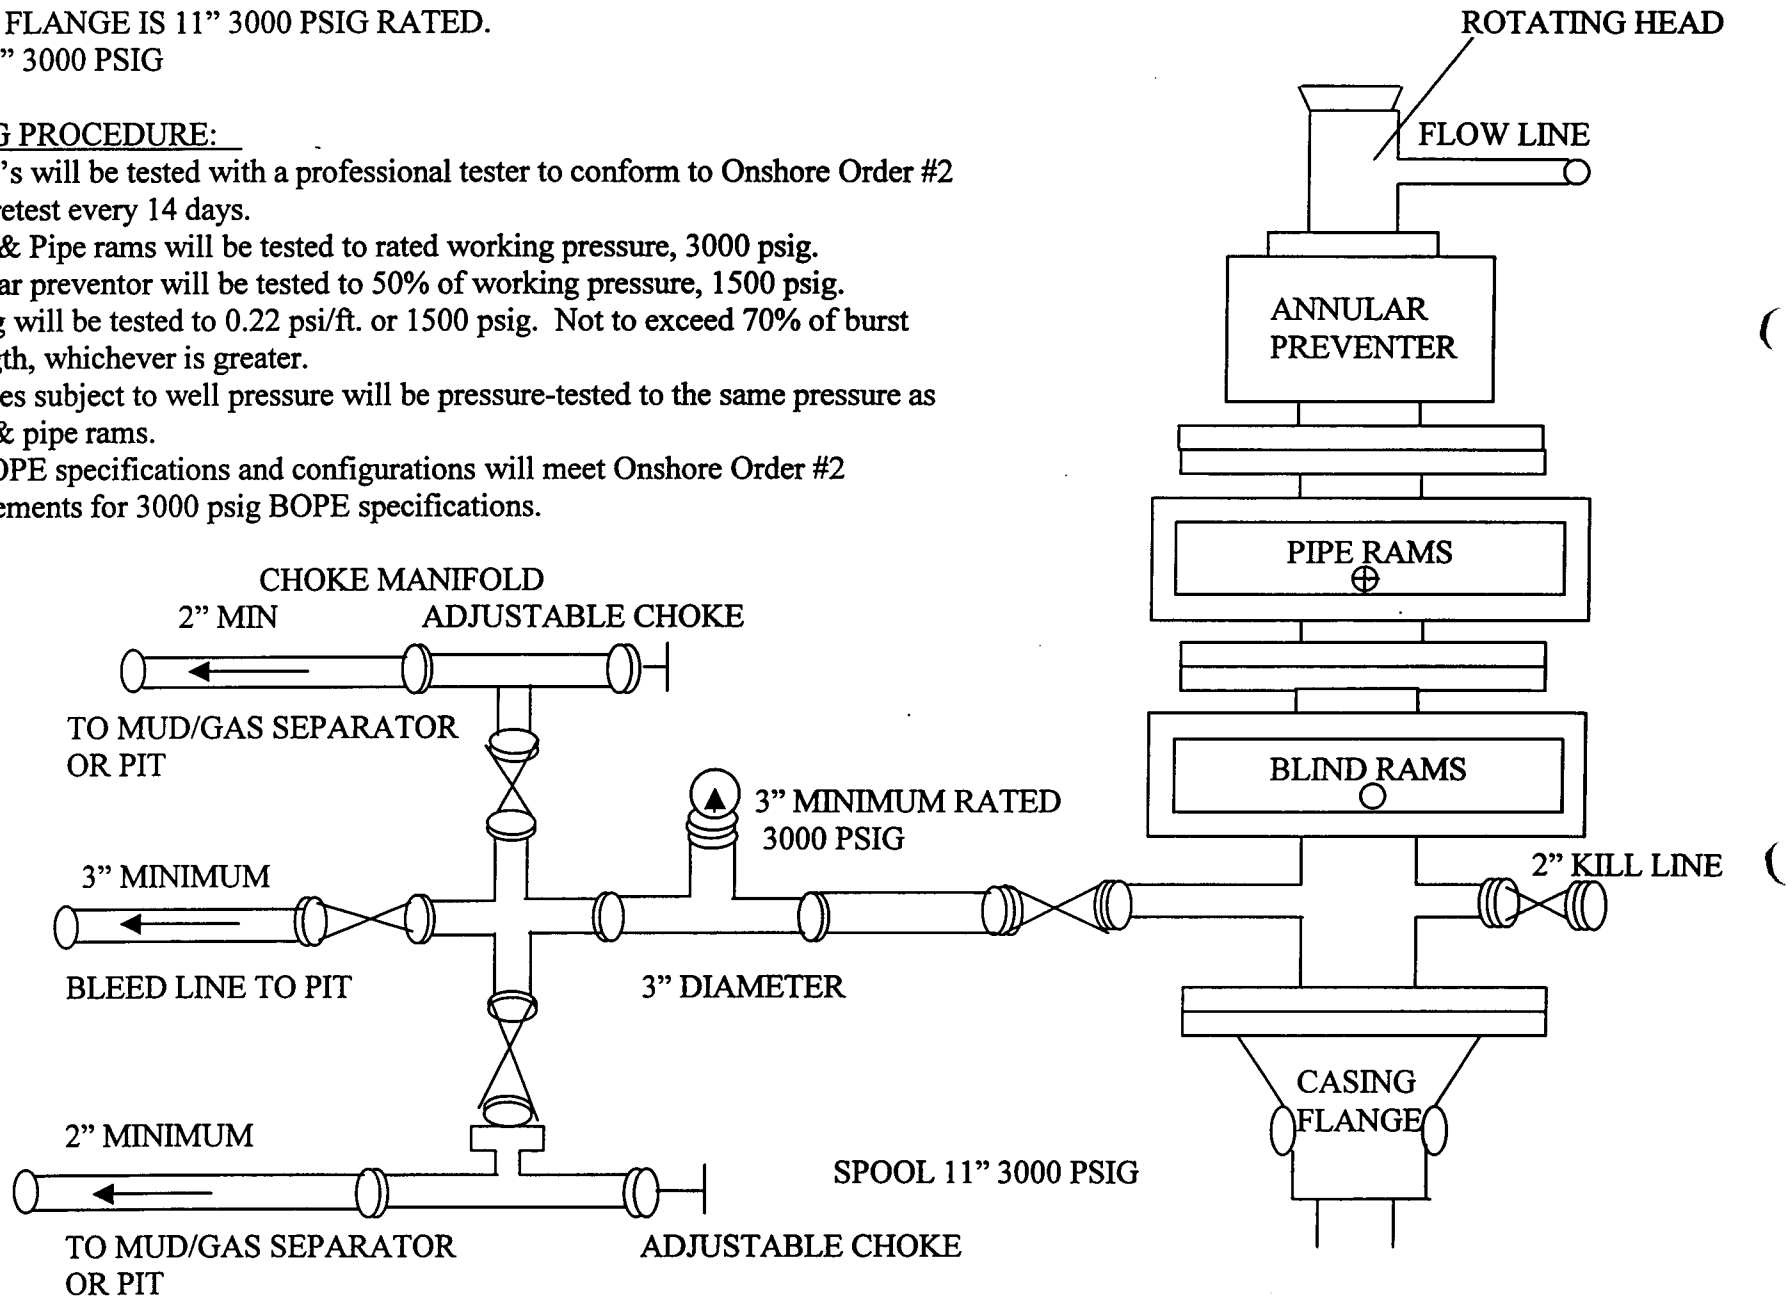 FLANGE IS 11” 3000 PSIG RATED.
” 3000 PSIG
G PROCEDURE:
’s will be tested with a professional tester to conform to Onshore Order #2
retest every 14 days.
& Pipe rams will be tested to rated working pressure, 3000 psig.
ar preventor will be tested to 50% of working pressure, 1500 psig.
g will be tested to 0.22 psi/ft. or 1500 psig. Not to exceed 70% of burst
gth, whichever is greater.
es subject to well pressure will be pressure-tested to the same pressure as
& pipe rams.
OPE specifications and configurations will meet Onshore Order #2
ements for 3000 psig BOPE specifications.
ROTATING HEAD
FLOW LINE
ANNULAR
PREVENTER
PIPE RAMS
BLIND RAMS
2” KILL LINE
CASING
FLANGE
CHOKE MANIFOLD
2” MIN
ADJUSTABLE CHOKE
TO MUD/GAS SEPARATOR
OR PIT
3” MINIMUM RATED
3000 PSIG
3” MINIMUM
BLEED LINE TO PIT
3” DIAMETER
2” MINIMUM
SPOOL 11” 3000 PSIG
TO MUD/GAS SEPARATOR
OR PIT
ADJUSTABLE CHOKE